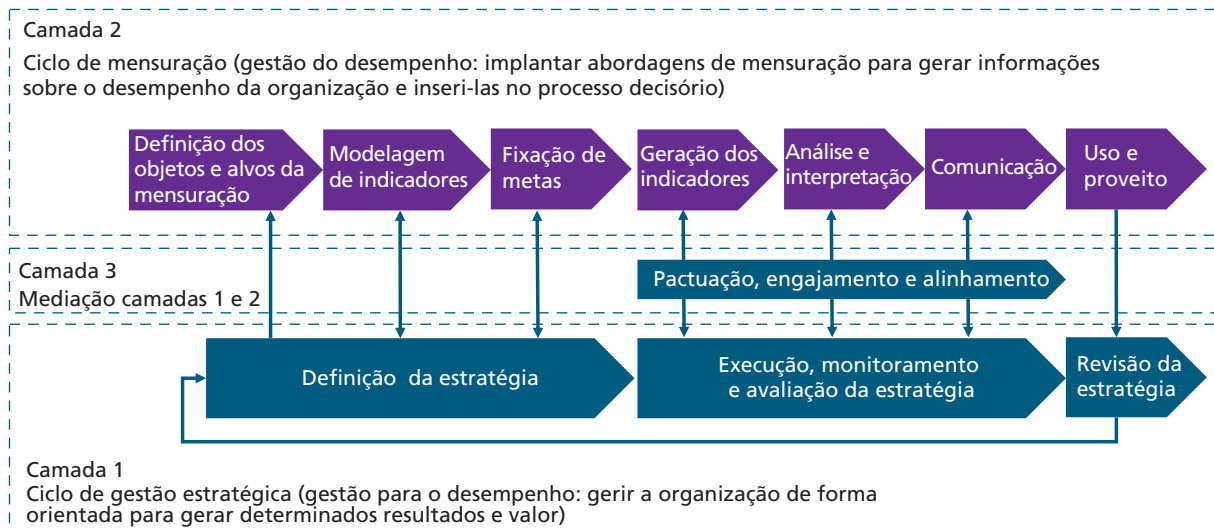 Camada 2
Ciclo de mensuração (gestão do desempenho: implantar abordagens de mensuração para gerar informações
sobre o desempenho da organização e inseri-las no processo decisório)
Definição dos
objetos e alvos da
mensuração
Modelagem
de indicadores
Fixação de
metas
Geração dos
indicadores
Análise e
interpretação
Comunicação
Uso e
proveito
Camada 3
Mediação camadas 1 e 2
Pactuação, engajamento e alinhamento
Definição da estratégia
Execução, monitoramento
e avaliação da estratégia
Revisão da
estratégia
Camada 1
Ciclo de gestão estratégica (gestão para o desempenho: gerir a organização de forma
orientada para gerar determinados resultados e valor)